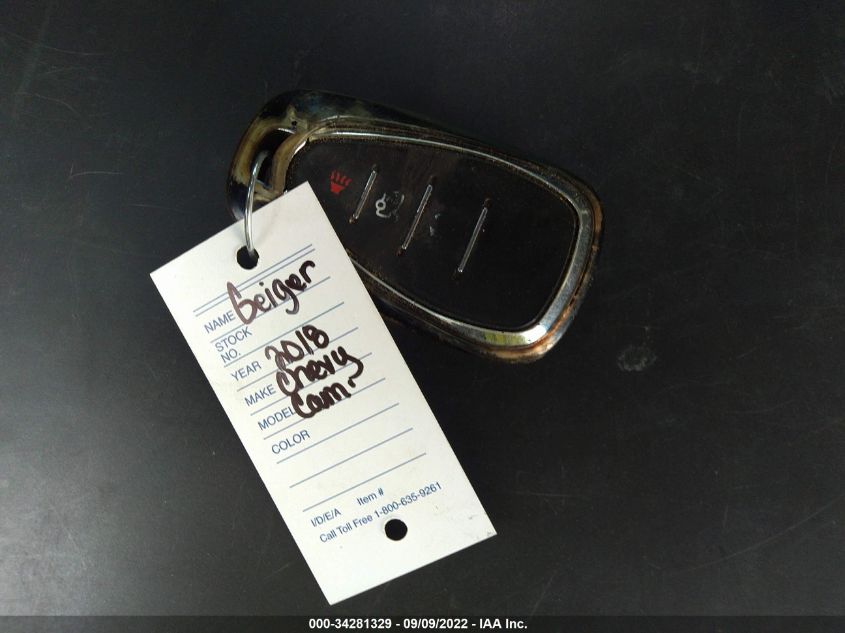 NAME Geiger
STOCK
NO.
YEAR 2018
MAKE Chevy
MODEL Cam
COLOR
I/D/E/A Item #
Call Toll Free 1-800-635-9261
000-34281329 - 09/09/2022 - IAA Inc.